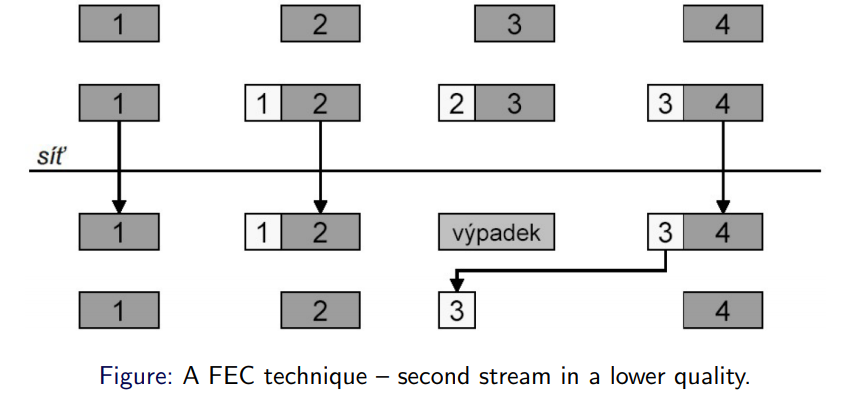 1 2 3 4
1 1 2 2 3 3 4
síť
1 1 2 výpadek 3 4
1 2 3 4
Figure: A FEC technique – second stream in a lower quality.